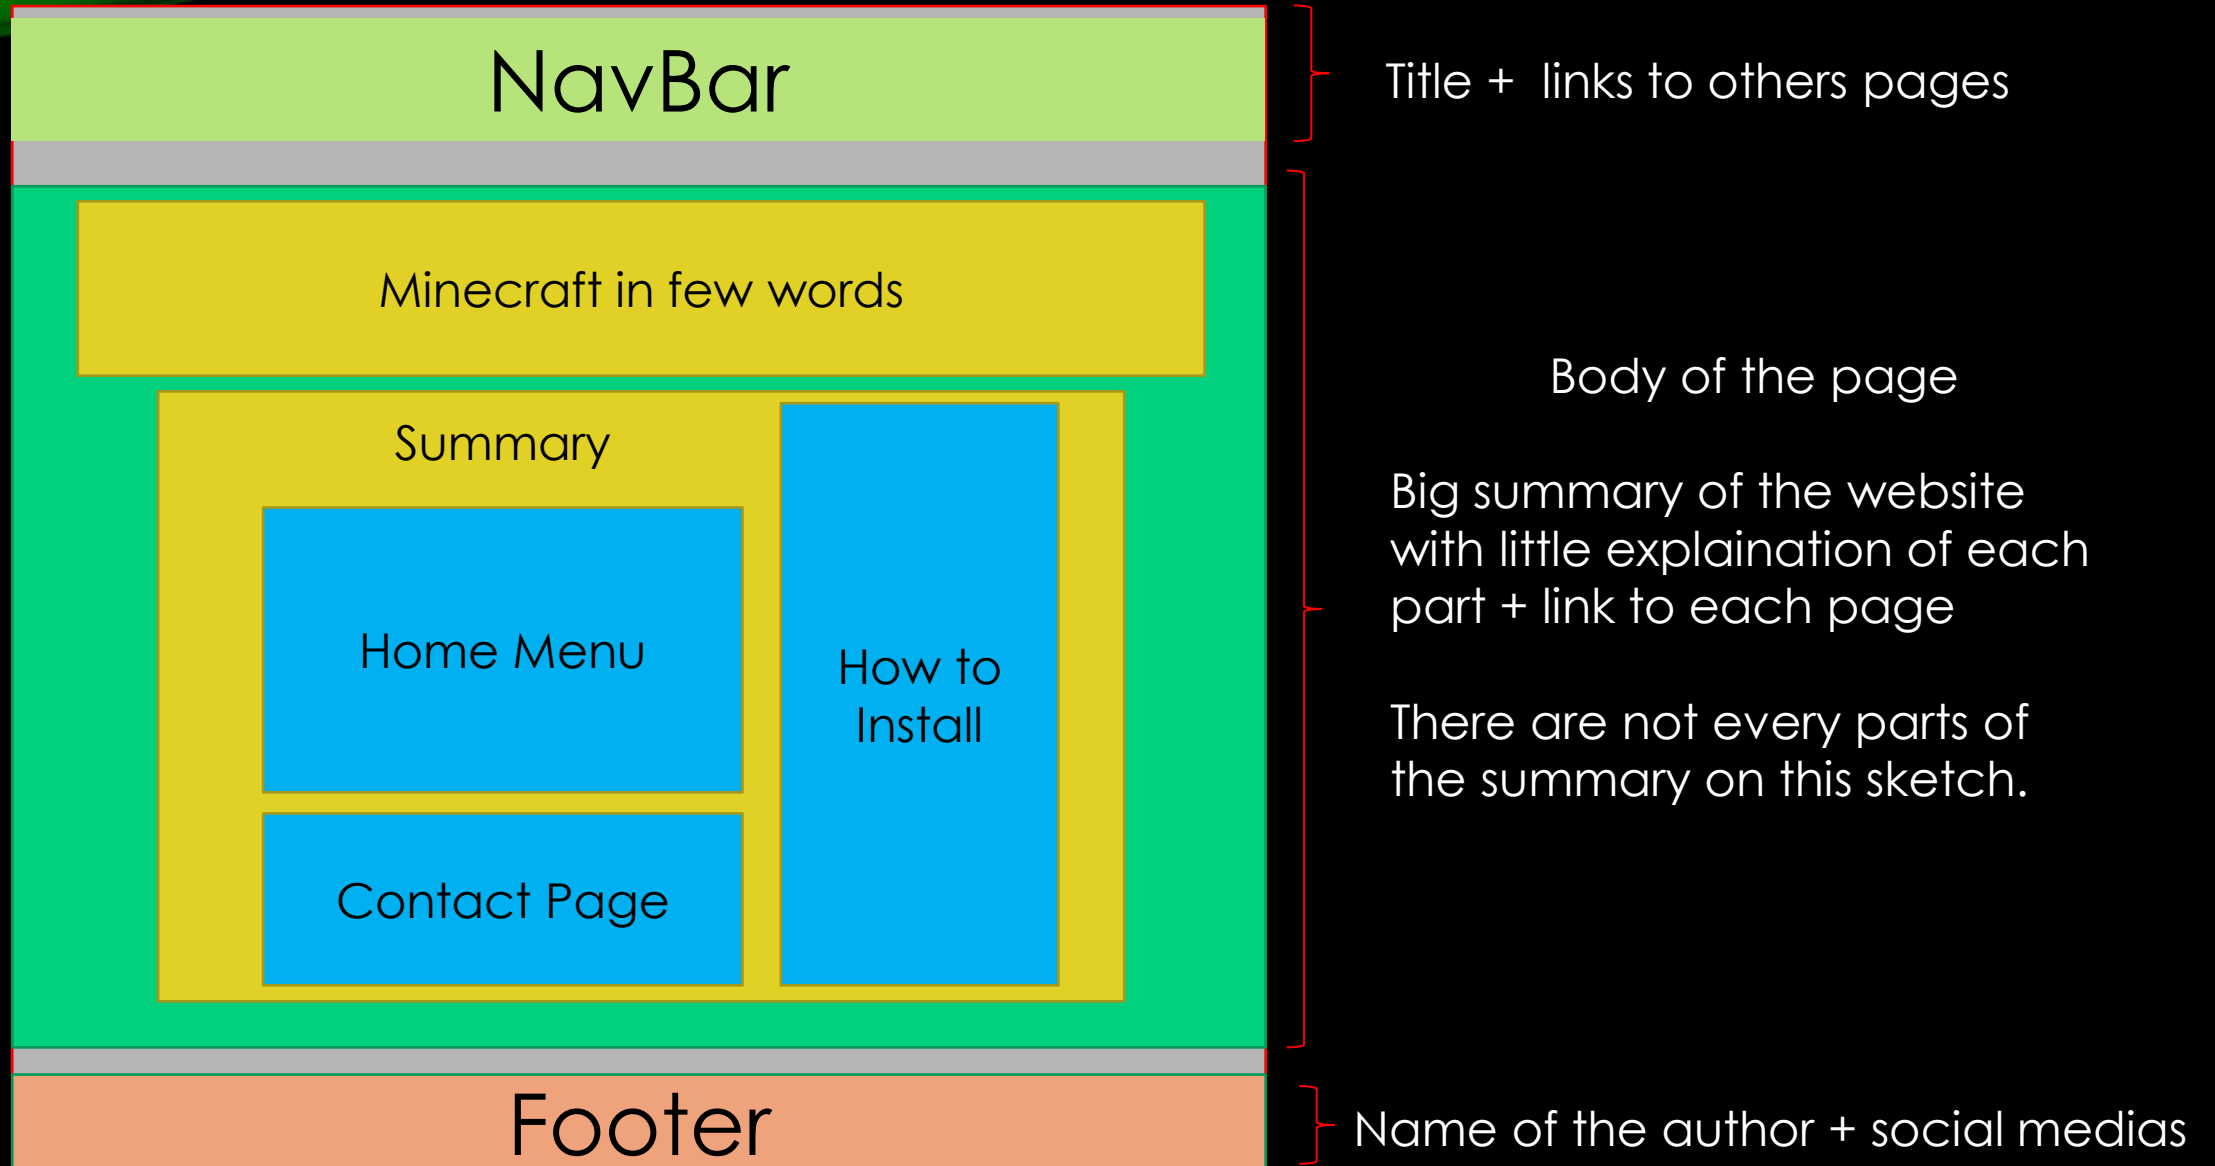 NavBar
Title + links to others pages
Minecraft in few words
Summary
Home Menu
How to
Install
Contact Page
Body of the page
Big summary of the website
with little explaination of each
part + link to each page
There are not every parts of
the summary on this sketch.
Footer
Name of the author + social medias